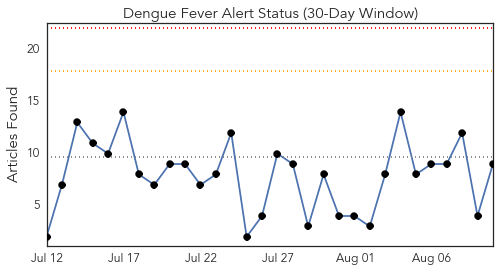 Dengue Fever Alert Status (30-Day Window)
Articles Found
20
15
10
5
Jul 12 Jul 17 Jul 22 Jul 27 Aug 01 Aug 06